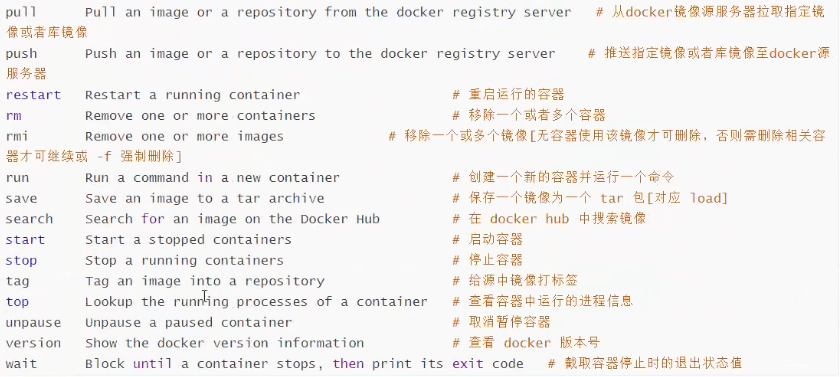 pull Pull an image or a repository from the docker registry server # 从docker镜像源服务器拉取指定镜
像或者库镜像
push Push an image or a repository to the docker registry server # 推送指定镜像或者库镜像至docker源
服务器
restart Restart a running container # 重启运行的容器
rm Remove one or more containers # 移除一个或者多个容器
rmi Remove one or more images # 移除一个或多个镜像[无容器使用该镜像才可删除，否则需删除相关容
器才可继续或 -f 强制删除]
run Run a command in a new container # 创建一个新的容器并运行一个命令
save Save an image to a tar archive # 保存一个镜像为一个 tar 包[对应 load]
search Search for an image on the Docker Hub # 在 docker hub 中搜索镜像
start Start a stopped containers # 启动容器
stop Stop a running containers # 停止容器
tag Tag an image into a repository # 给源中镜像打标签
top Lookup the running processes of a container # 查看容器中运行的进程信息
unpause Unpause a paused container # 取消暂停容器
version Show the docker version information # 查看 docker 版本号
wait Block until a container stops, then print its exit code # 截取容器停止时的退出状态值